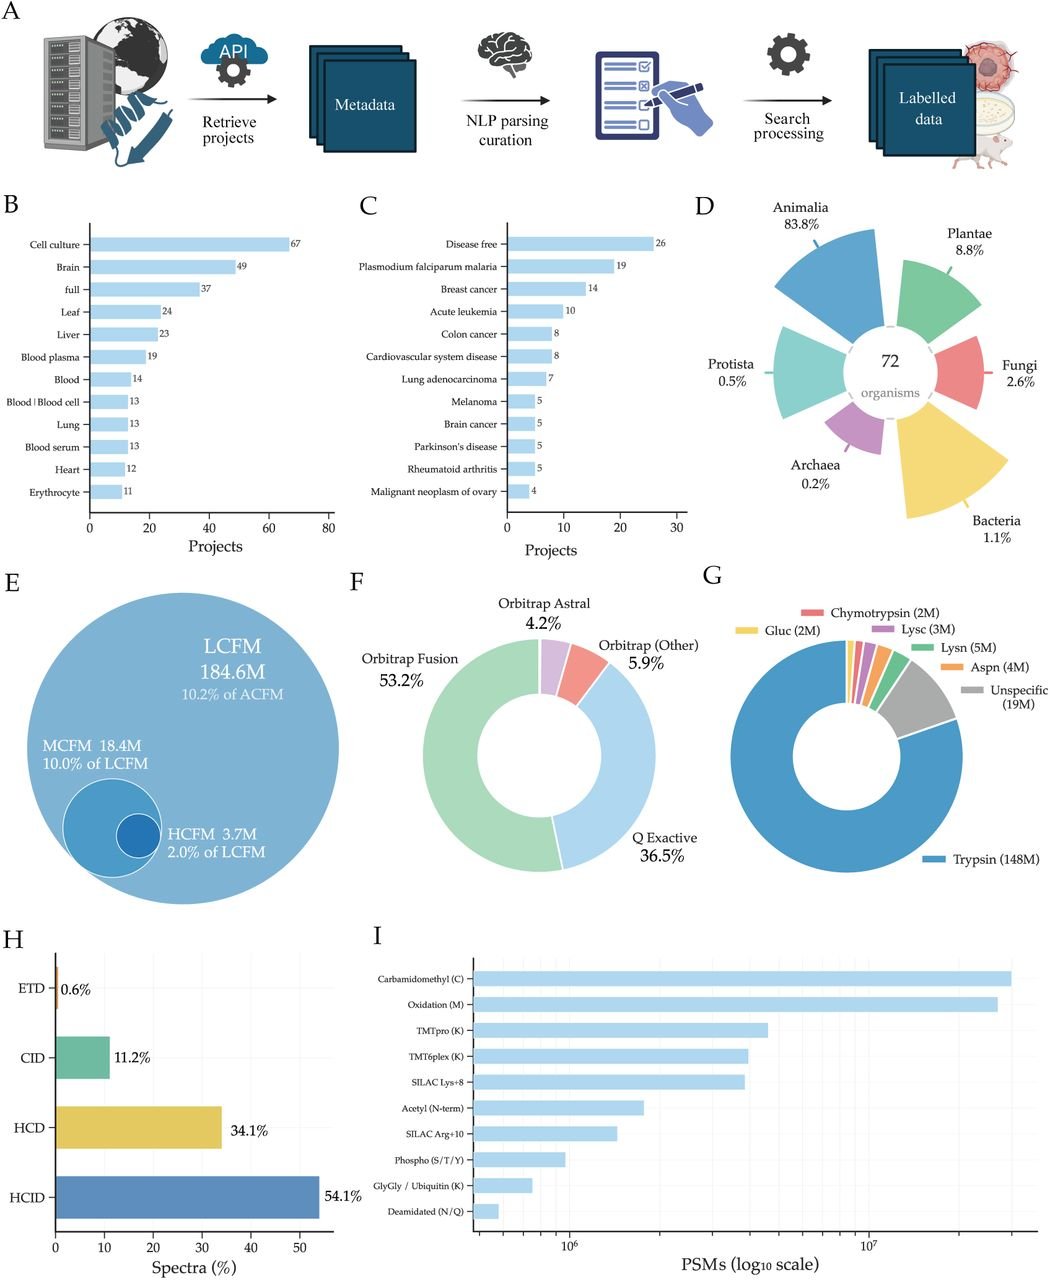 A
API
Retrieve
projects
Metadata
NLP parsing
curation
Search
processing
Labelled
data
B
Cell culture 67
Brain 49
full 37
Leaf 24
Liver 23
Blood plasma 19
Blood 14
Blood | Blood cell 13
Lung 13
Blood serum 13
Heart 12
Erythrocyte 11
0 20 40 60 80
Projects
C
Disease free 26
Plasmodium falciparum malaria 19
Breast cancer 14
Acute leukemia 10
Colon cancer 8
Cardiovascular system disease 8
Lung adenocarcinoma 7
Melanoma 5
Brain cancer 5
Parkinson's disease 5
Rheumatoid arthritis 5
Malignant neoplasm of ovary 4
0 10 20 30
Projects
D
Animalia
83.8%
Plantae
8.8%
Protista
0.5%
72
organisms
Fungi
2.6%
Archaea
0.2%
Bacteria
1.1%
E
LCFM
184.6M
10.2% of ACFM
MCFM 18.4M
10.0% of LCFM
HCFM 3.7M
2.0% of LCFM
F
Orbitrap Astral
4.2%
Orbitrap (Other)
5.9%
Orbitrap Fusion
53.2%
Q Exactive
36.5%
G
Chymotrypsin (2M)
Gluc (2M)
Lysc (3M)
Lysn (5M)
Aspn (4M)
Unspecific
(19M)
Trypsin (148M)
H
ETD 0.6%
CID 11.2%
HCD 34.1%
HCID 54.1%
0 10 20 30 40 50
Spectra (%)
I
Carbamidomethyl (C)
Oxidation (M)
TMTpro (K)
TMT6plex (K)
SILAC Lys+8
Acetyl (N-term)
SILAC Arg+10
Phospho (S/T/Y)
GlyGly / Ubiquitin (K)
Deamidated (N/Q)
10⁶ 10⁷
PSMs (log₁₀ scale)